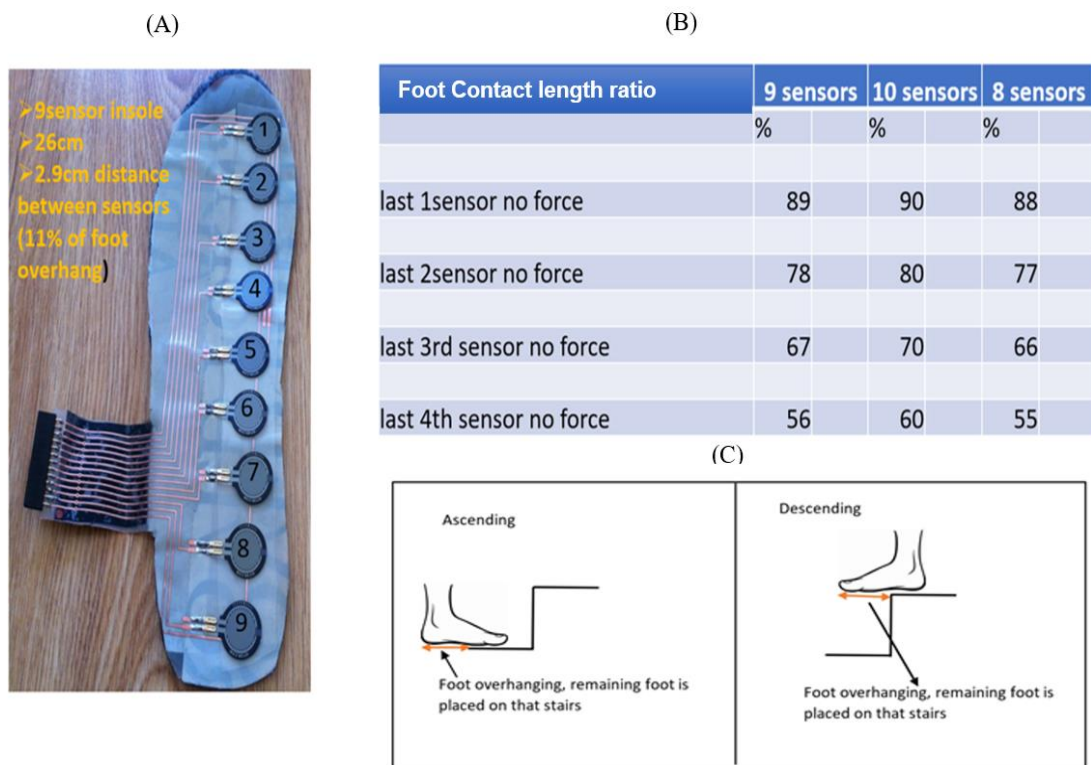 (A)
➢9sensor insole
➢26cm
➢2.9cm distance
between sensors
(11% of foot
overhang)
1
2
3
4
5
6
7
8
9
(B)
Foot Contact length ratio 9 sensors 10 sensors 8 sensors
% % %
last 1sensor no force 89 90 88
last 2sensor no force 78 80 77
last 3rd sensor no force 67 70 66
last 4th sensor no force 56 60 55
(C)
Ascending
Foot overhanging, remaining foot is
placed on that stairs
Descending
Foot overhanging, remaining foot is
placed on that stairs